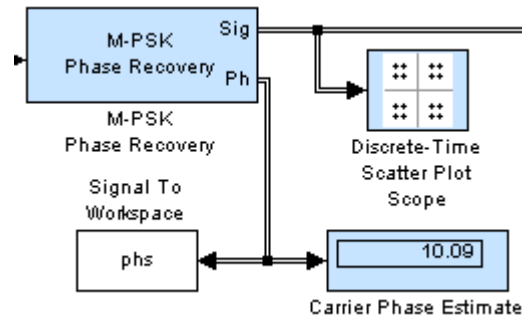 M-PSK
Phase Recovery
Sig
Ph
M-PSK
Phase Recovery
Discrete-Time
Scatter Plot
Scope
Signal To
Workspace
phs
10.09
Carrier Phase Estimate